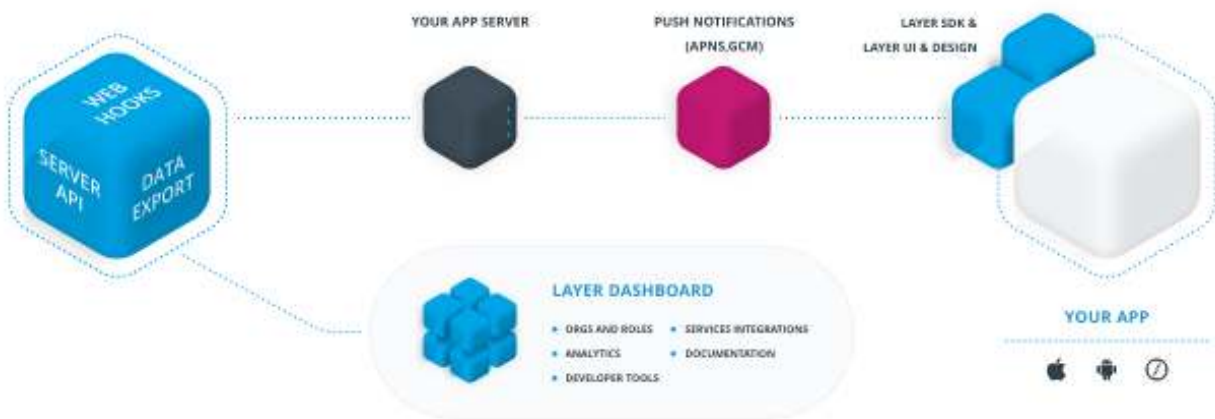 WEB
HOOKS
SERVER
API
DATA
EXPORT
YOUR APP SERVER
PUSH NOTIFICATIONS
(APNS,GCM)
LAYER SDK &
LAYER UI & DESIGN
LAYER DASHBOARD
ORGS AND ROLES
SERVICES INTEGRATIONS
ANALYTICS
DOCUMENTATION
DEVELOPER TOOLS
YOUR APP